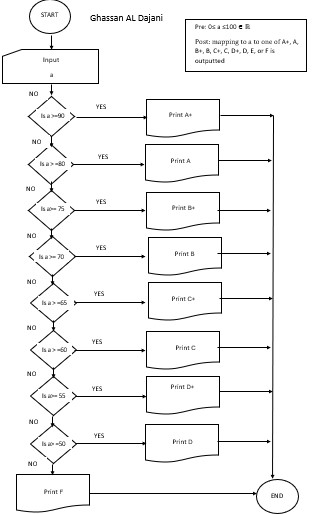 START
Ghassan AL Dajani
Pre: 0≤ a ≤100 ∈ ℝ
Post: mapping to a to one of A+, A,
B+, B, C+, C, D+, D, E, or F is
outputted
Input
a
NO
Is a >=90
YES
Print A+
NO
Is a > =80
YES
Print A
NO
Is a>= 75
YES
Print B+
NO
Is a>= 70
YES
Print B
NO
Is a > =65
YES
Print C+
NO
Is a > =60
YES
Print C
NO
Is a>= 55
YES
Print D+
NO
Is a> =50
YES
Print D
NO
Print F
END